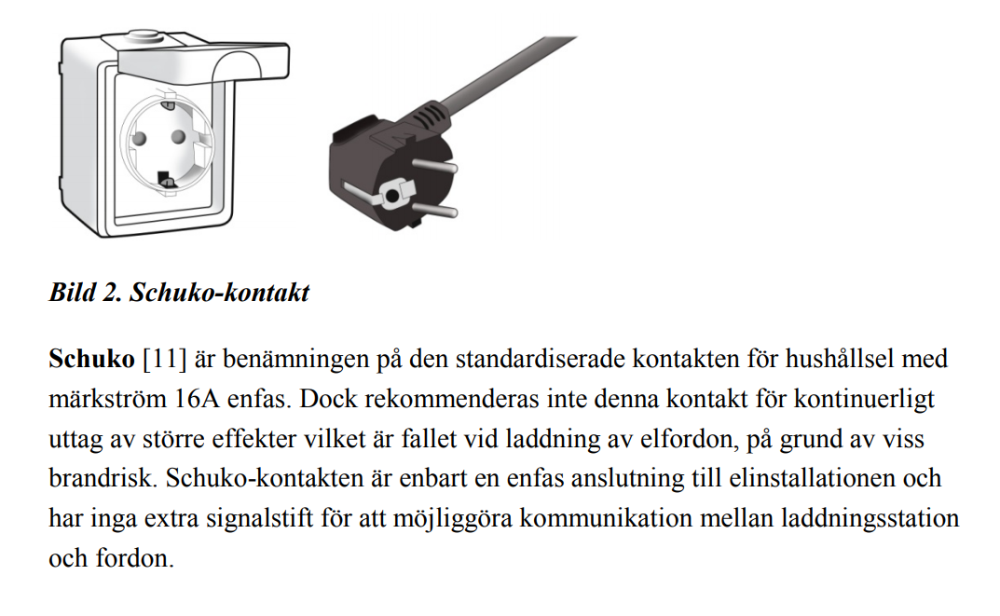 Bild 2. Schuko-kontakt
Schuko [11] är benämningen på den standardiserade kontakten för hushållsel med
märkström 16A enfas. Dock rekommenderas inte denna kontakt för kontinuerligt
uttag av större effekter vilket är fallet vid laddning av elfordon, på grund av viss
brandrisk. Schuko-kontakten är enbart en enfas anslutning till elinstallationen och
har inga extra signalstift för att möjliggöra kommunikation mellan laddningsstation
och fordon.